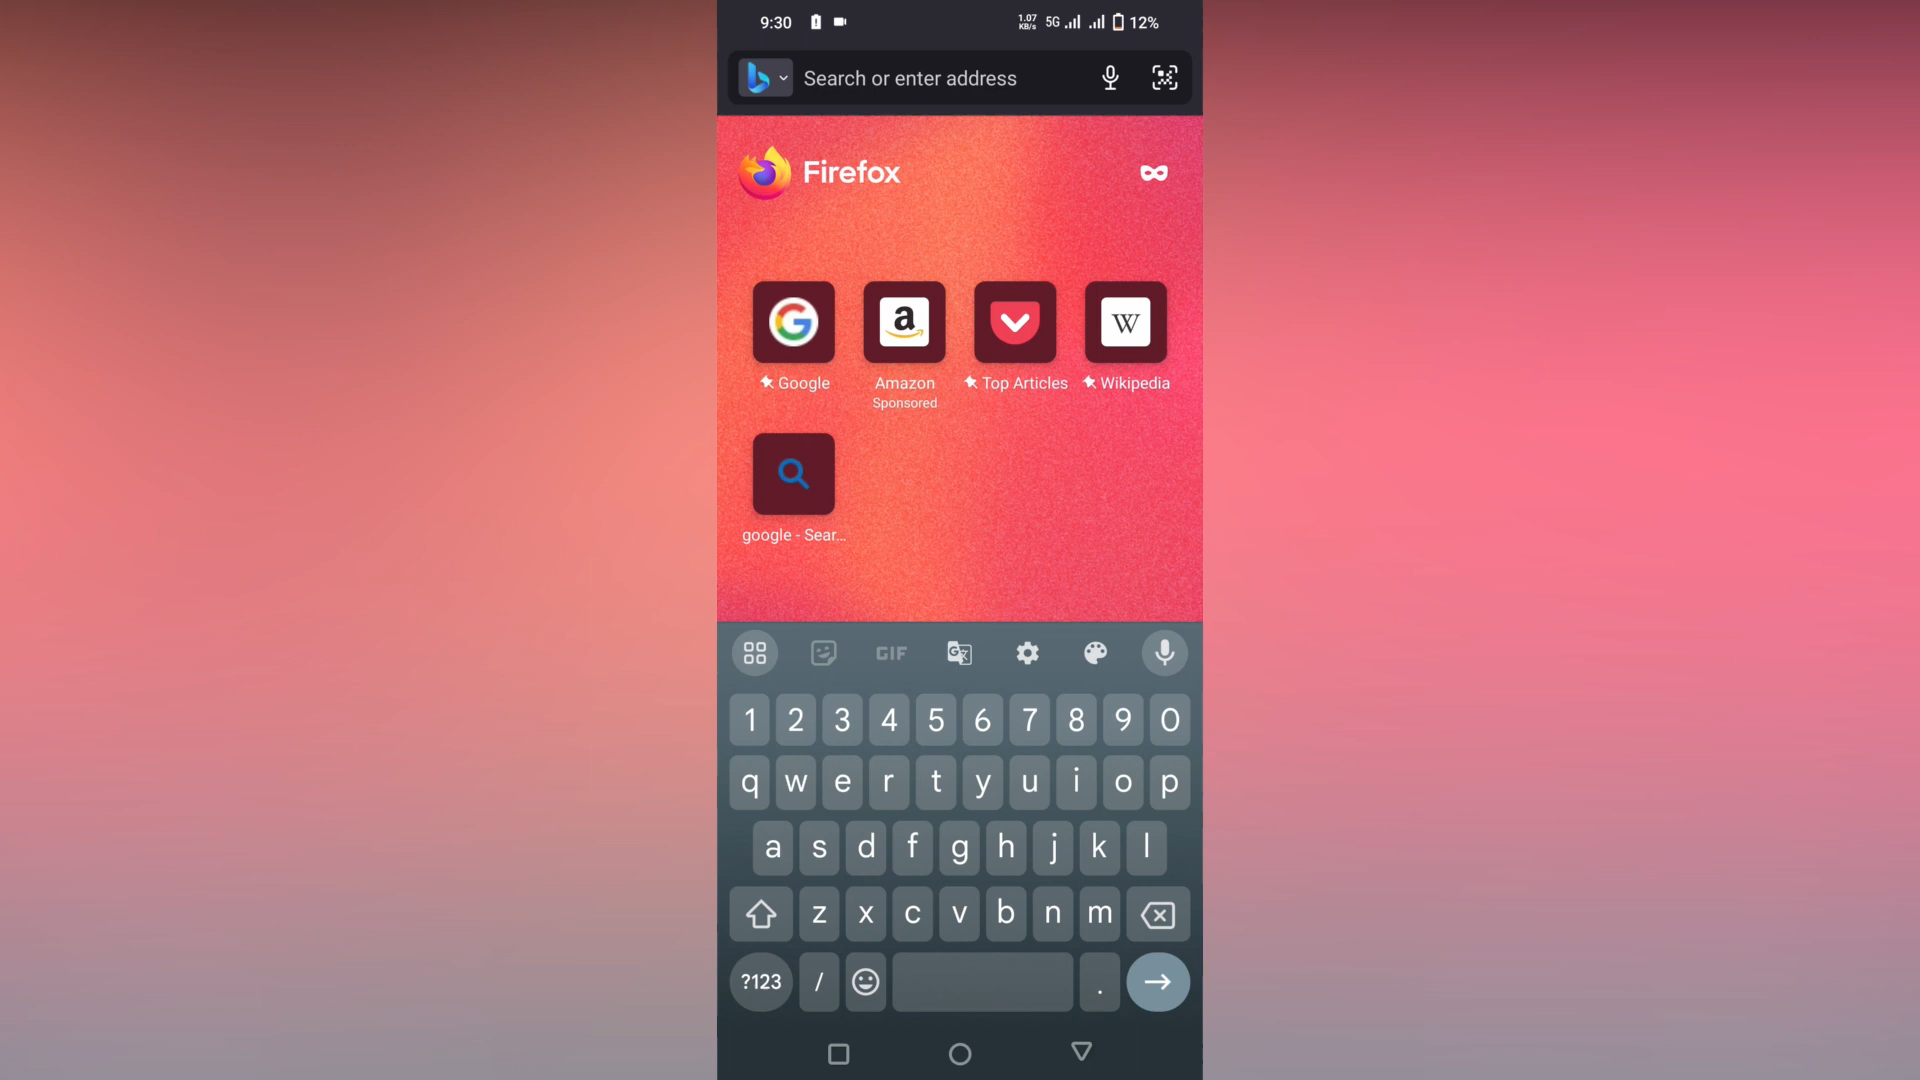 9:30
1.07 KB/s 5G 12%
Search or enter address
Firefox
Google
Amazon
Sponsored
Top Articles
Wikipedia
google - Sear...
GIF
1 2 3 4 5 6 7 8 9 0
q w e r t y u i o p
a s d f g h j k l
z x c v b n m
?123 / .